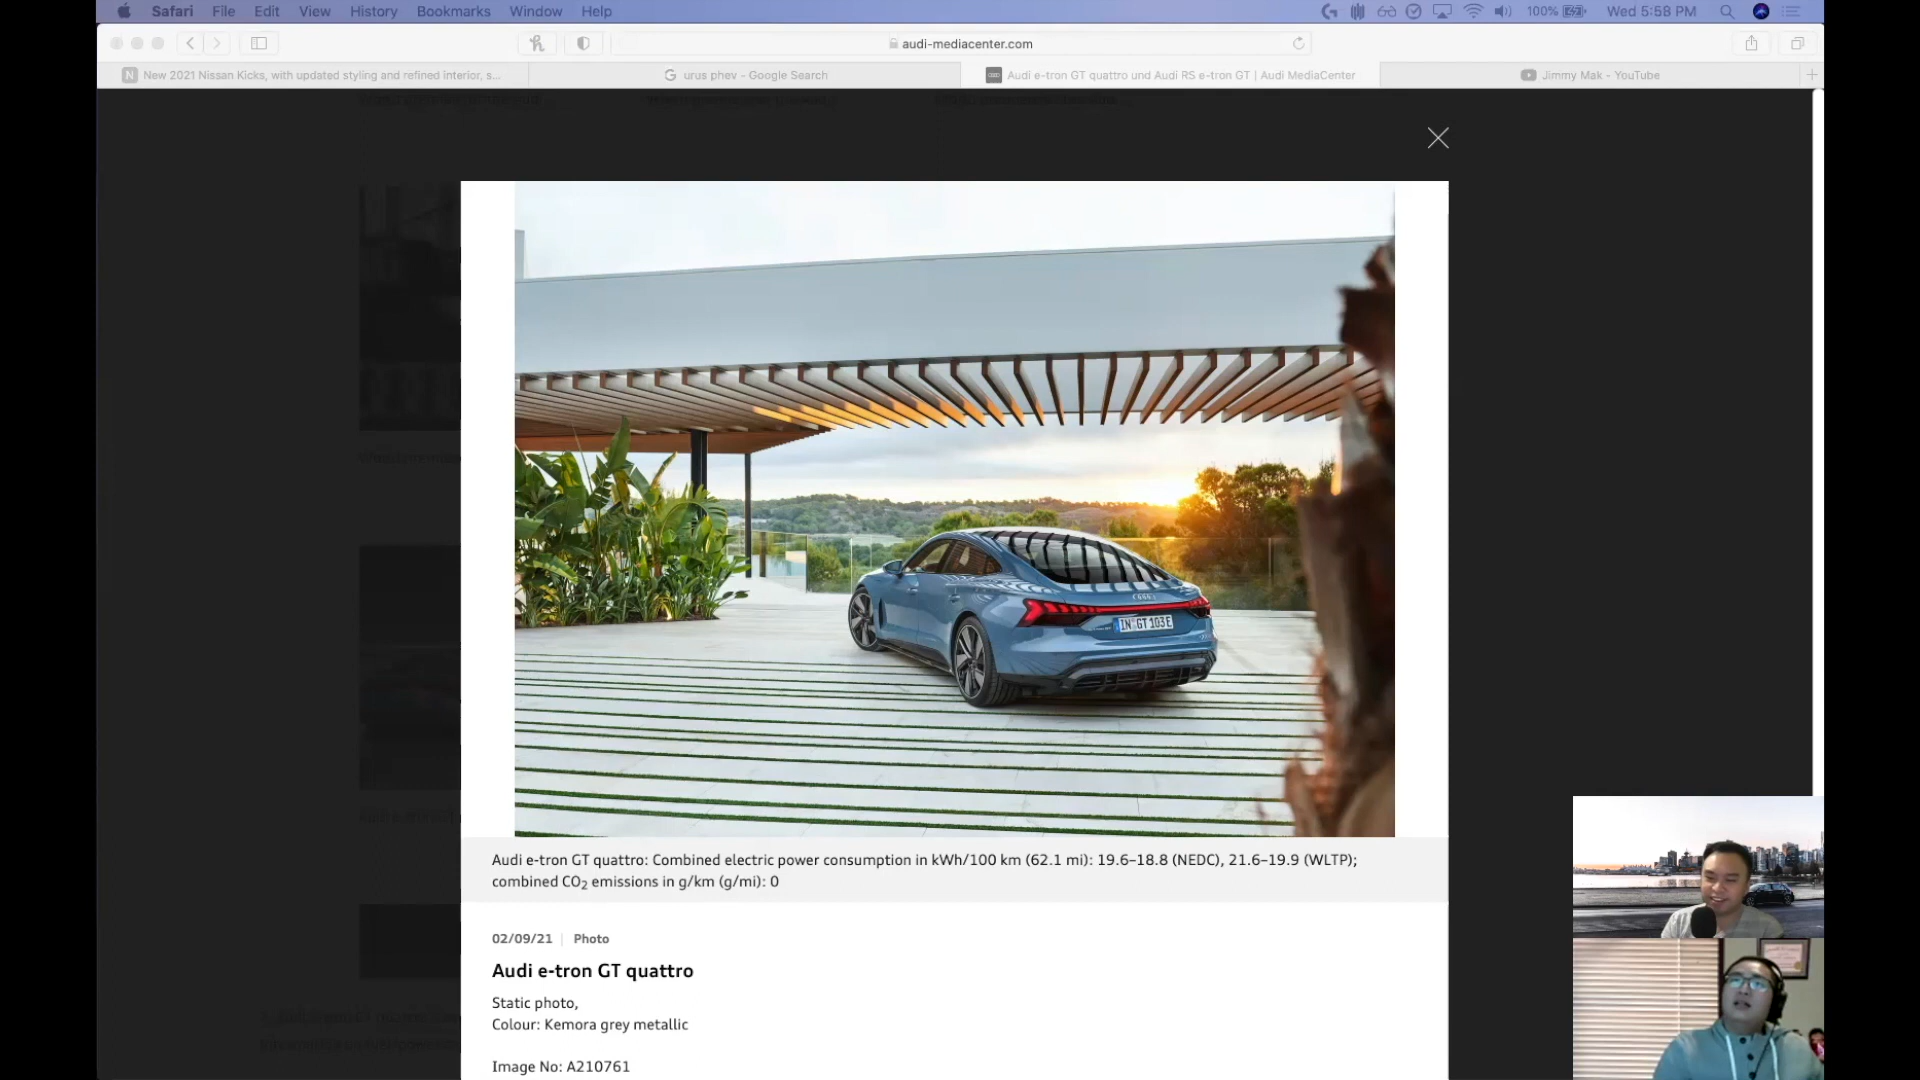 Safari File Edit View History Bookmarks Window Help 100% Wed 5:58 PM
audi-mediacenter.com
New 2021 Nissan Kicks, with updated styling and refined interior, s... urus phev - Google Search Audi e-tron GT quattro und Audi RS e-tron GT | Audi MediaCenter Jimmy Mak - YouTube
IN GT 103E
Audi e-tron GT quattro: Combined electric power consumption in kWh/100 km (62.1 mi): 19.6–18.8 (NEDC), 21.6–19.9 (WLTP);
combined CO2 emissions in g/km (g/mi): 0
02/09/21 | Photo
Audi e-tron GT quattro
Static photo,
Colour: Kemora grey metallic
Image No: A210761